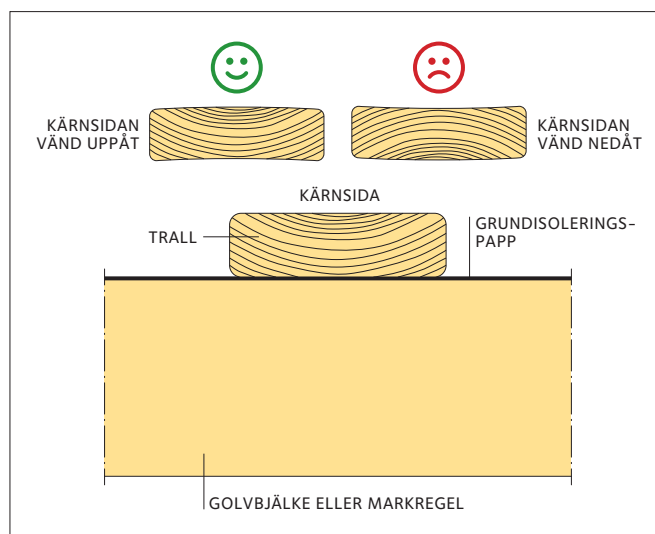 KÄRNSIDAN
VÄND UPPÅT
KÄRNSIDAN
VÄND NEDÅT
KÄRNSIDA
TRALL
GRUNDISOLERINGS-
PAPP
GOLVBJÄLKE ELLER MARKREGEL